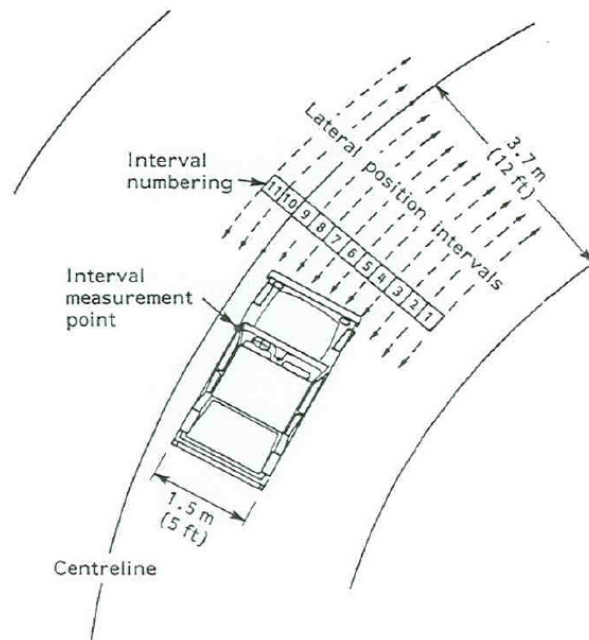 Interval
numbering
Lateral position intervals
3.7 m
(12 ft)
11 10 9 8 7 6 5 4 3 2 1
Interval
measurement
point
1.5 m
(5 ft)
Centreline